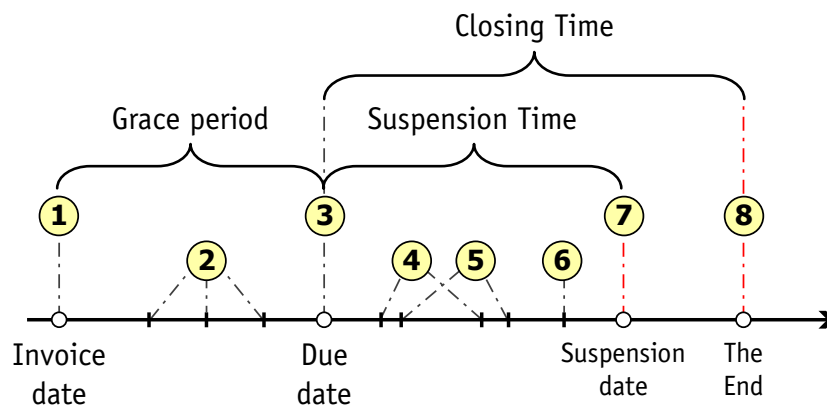 Closing Time
Grace period
Suspension Time
1
3
7
8
2
4
5
6
Invoice
date
Due
date
Suspension
date
The
End